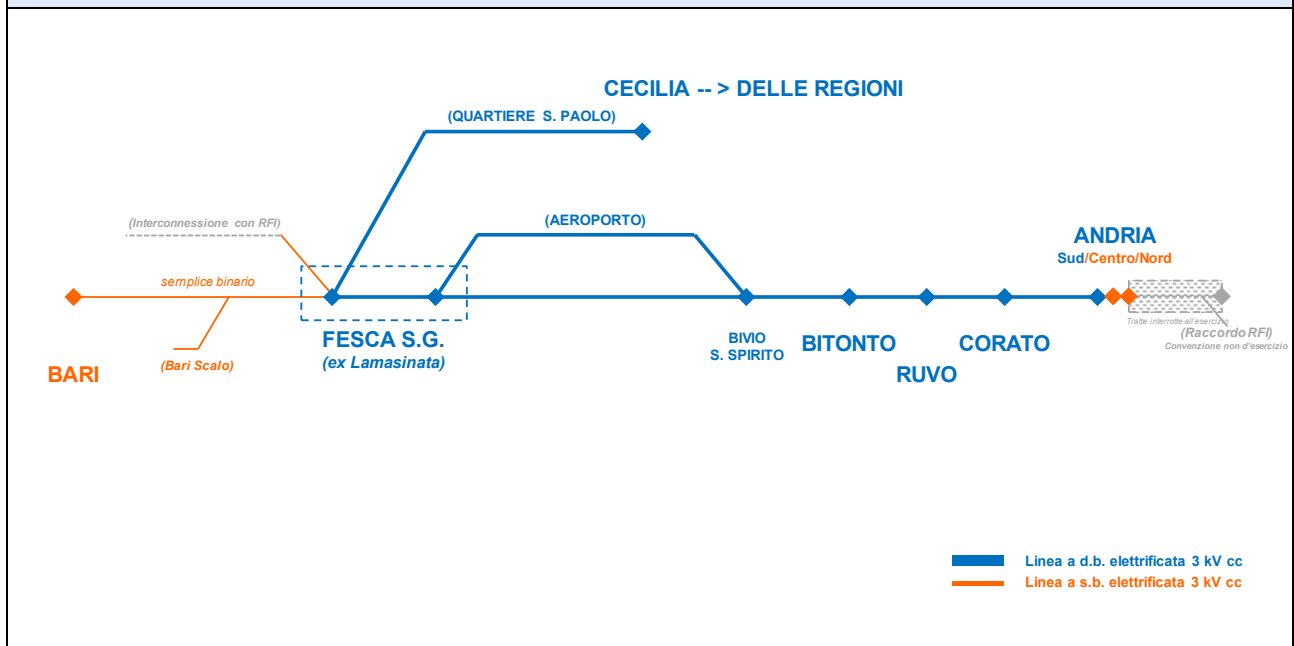 CECILIA -- > DELLE REGIONI
(QUARTIERE S. PAOLO)
(Interconnessione con RFI)
(AEROPORTO)
ANDRIA
Sud/Centro/Nord
semplice binario
Tratte interrotte all'esercizio
(Raccordo RFI)
Convenzione non d'esercizio
FESCA S.G.
(ex Lamasinata)
BIVIO
S. SPIRITO
BITONTO
CORATO
(Bari Scalo)
BARI
RUVO
Linea a d.b. elettrificata 3 kV cc
Linea a s.b. elettrificata 3 kV cc